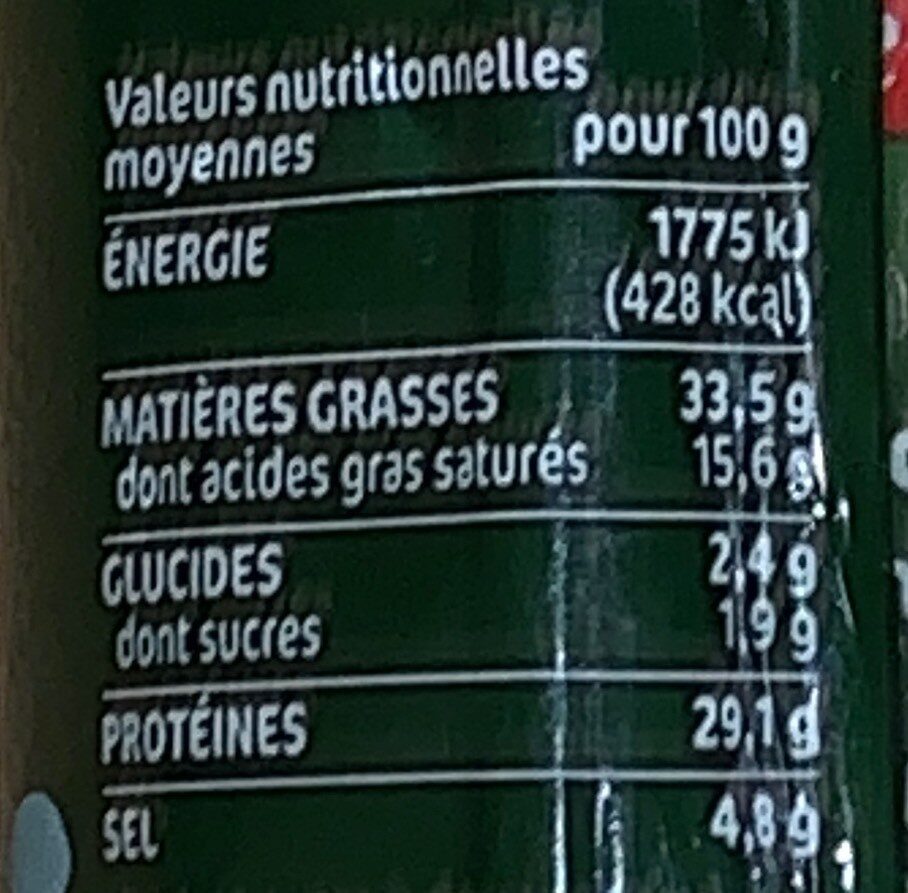 Valeurs nutritionnelles
moyennes pour 100 g
ÉNERGIE 1775 kJ
(428 kcal)
MATIÈRES GRASSES 33,5 g
dont acides gras saturés 15,6 g
GLUCIDES 2,4 g
dont sucres 1,9 g
PROTÉINES 29,1 g
SEL 4,8 g